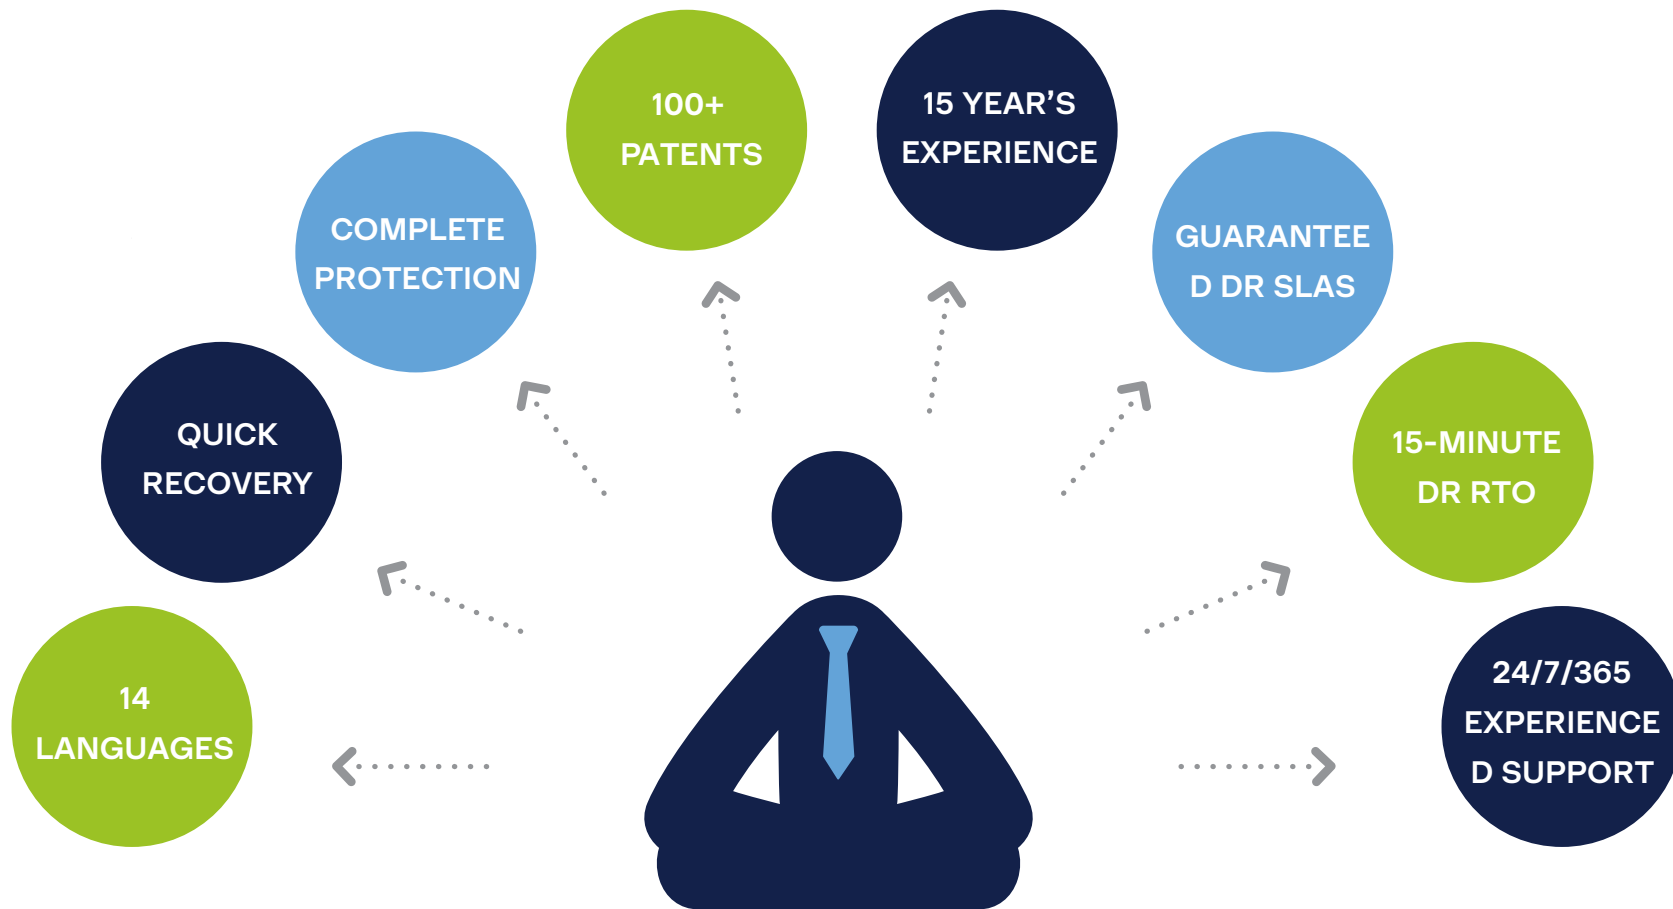 14
LANGUAGES
QUICK
RECOVERY
COMPLETE
PROTECTION
100+
PATENTS
15 YEAR’S
EXPERIENCE
GUARANTEE
D DR SLAS
15-MINUTE
DR RTO
24/7/365
EXPERIENCE
D SUPPORT